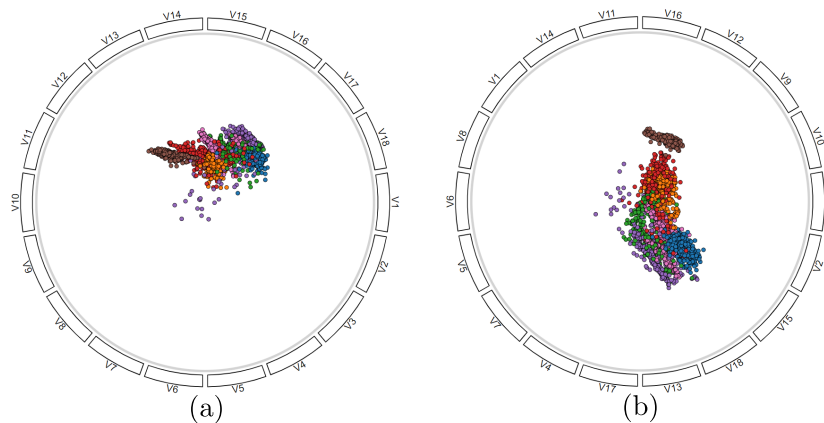 V14 V15
V13 V16
V12 V17
V11 V18
V10 V1
V9 V2
V8 V3
V7 V4
V6 V5
(a)
V11 V16
V14 V12
V1 V9
V8 V10
V6
V5 V2
V7 V15
V4 V18
V17 V13
(b)